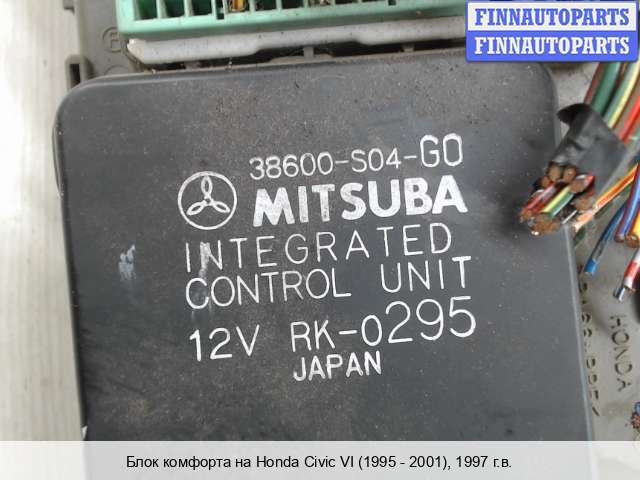 FINNAUTOPARTS
FINNAUTOPARTS
38600-S04-G0
MITSUBA
INTEGRATED
CONTROL UNIT
12V RK-0295
JAPAN
HONDA
Блок комфорта на Honda Civic VI (1995 - 2001), 1997 г.в.